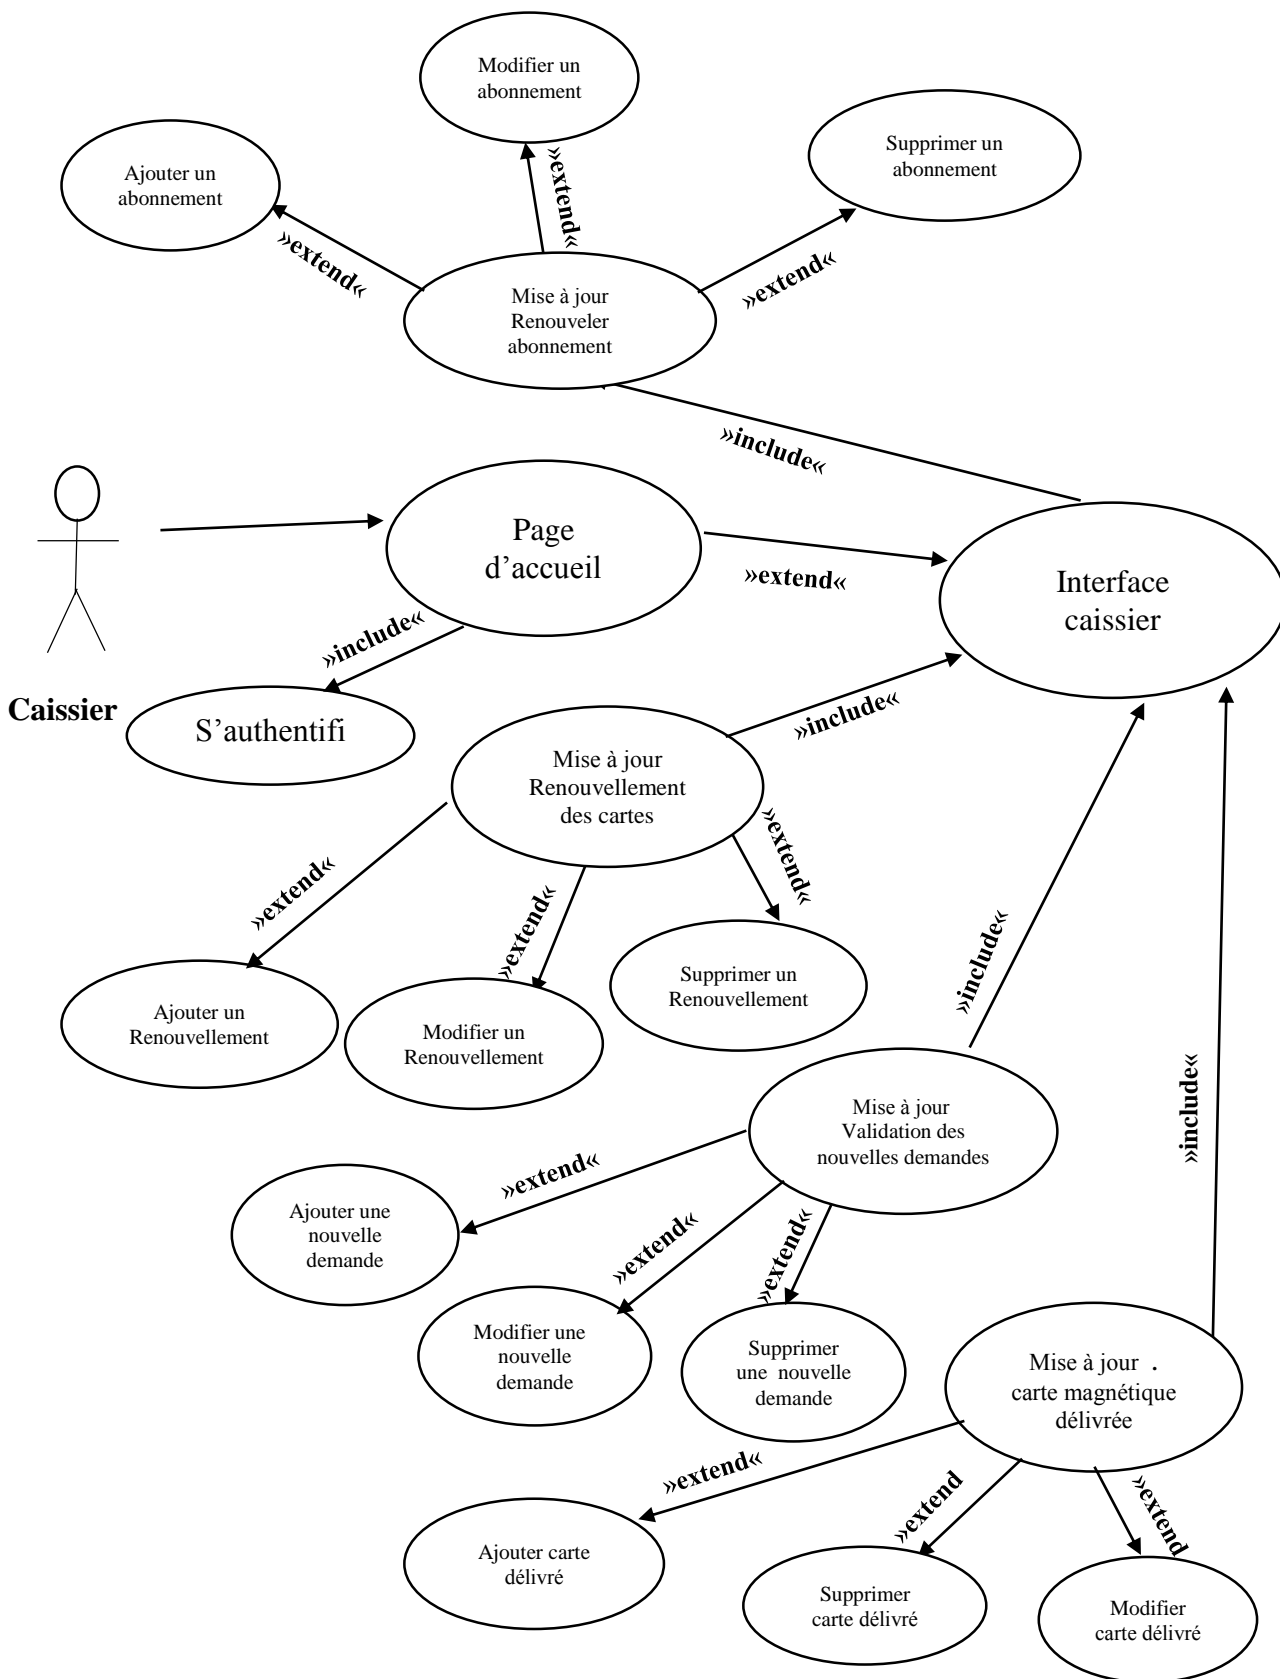 Modifier un
abonnement
Supprimer un
abonnement
Ajouter un
abonnement
»extend«
»extend«
»extend«
Mise à jour
Renouveler
abonnement
»include«
Page
d’accueil
»extend«
Interface
caissier
»include«
Caissier
S’authentifi
»include«
Mise à jour
Renouvellement
des cartes
»extend«
»extend«
»extend«
Supprimer un
Renouvellement
Ajouter un
Renouvellement
Modifier un
Renouvellement
»include«
»include«
Mise à jour
Validation des
nouvelles demandes
»extend«
»extend«
»extend«
Ajouter une
nouvelle
demande
Modifier une
nouvelle
demande
Supprimer
une nouvelle
demande
Mise à jour .
carte magnétique
délivrée
»extend«
»extend
»extend
Ajouter carte
délivré
Supprimer
carte délivré
Modifier
carte délivré